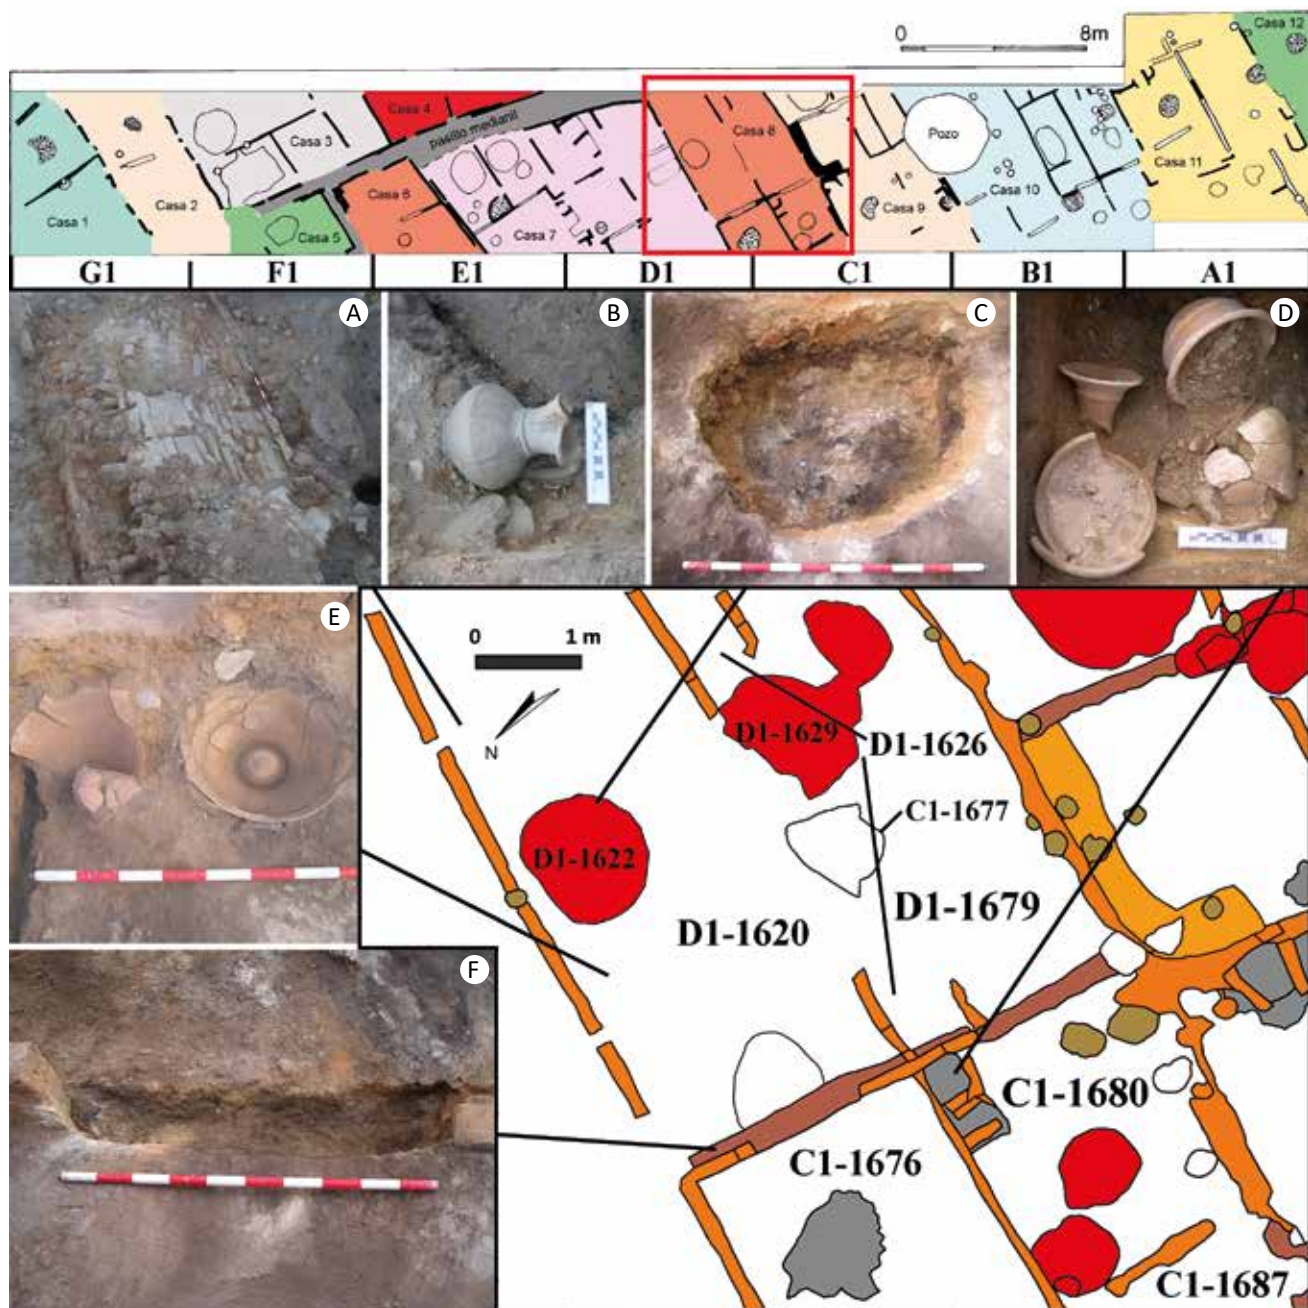 0 8m
Casa 12
Casa 4
pasillo medianil
Casa 8
Casa 3
Pozo
Casa 11
Casa 1
Casa 2
Casa 5
Casa 6
Casa 7
Casa 9
Casa 10
G1 F1 E1 D1 C1 B1 A1
A B C D
E
0 1 m
N
D1-1629
D1-1626
C1-1677
D1-1622
D1-1679
D1-1620
F
C1-1680
C1-1676
C1-1687